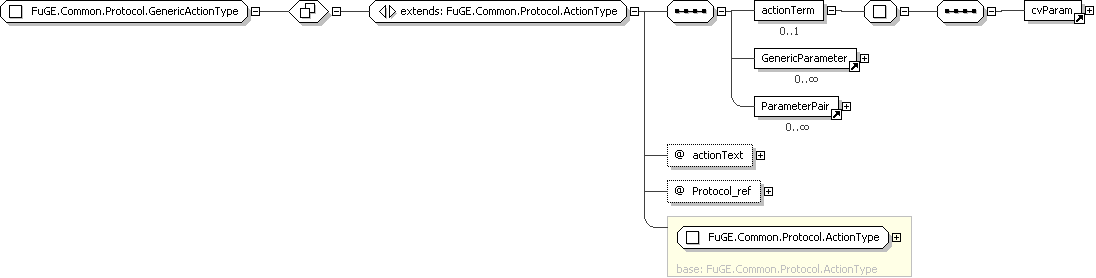 FuGE.Common.Protocol.GenericActionType
extends: FuGE.Common.Protocol.ActionType
actionTerm
0..1
cvParam
GenericParameter
0..∞
ParameterPair
0..∞
@ actionText
@ Protocol_ref
FuGE.Common.Protocol.ActionType
base: FuGE.Common.Protocol.ActionType